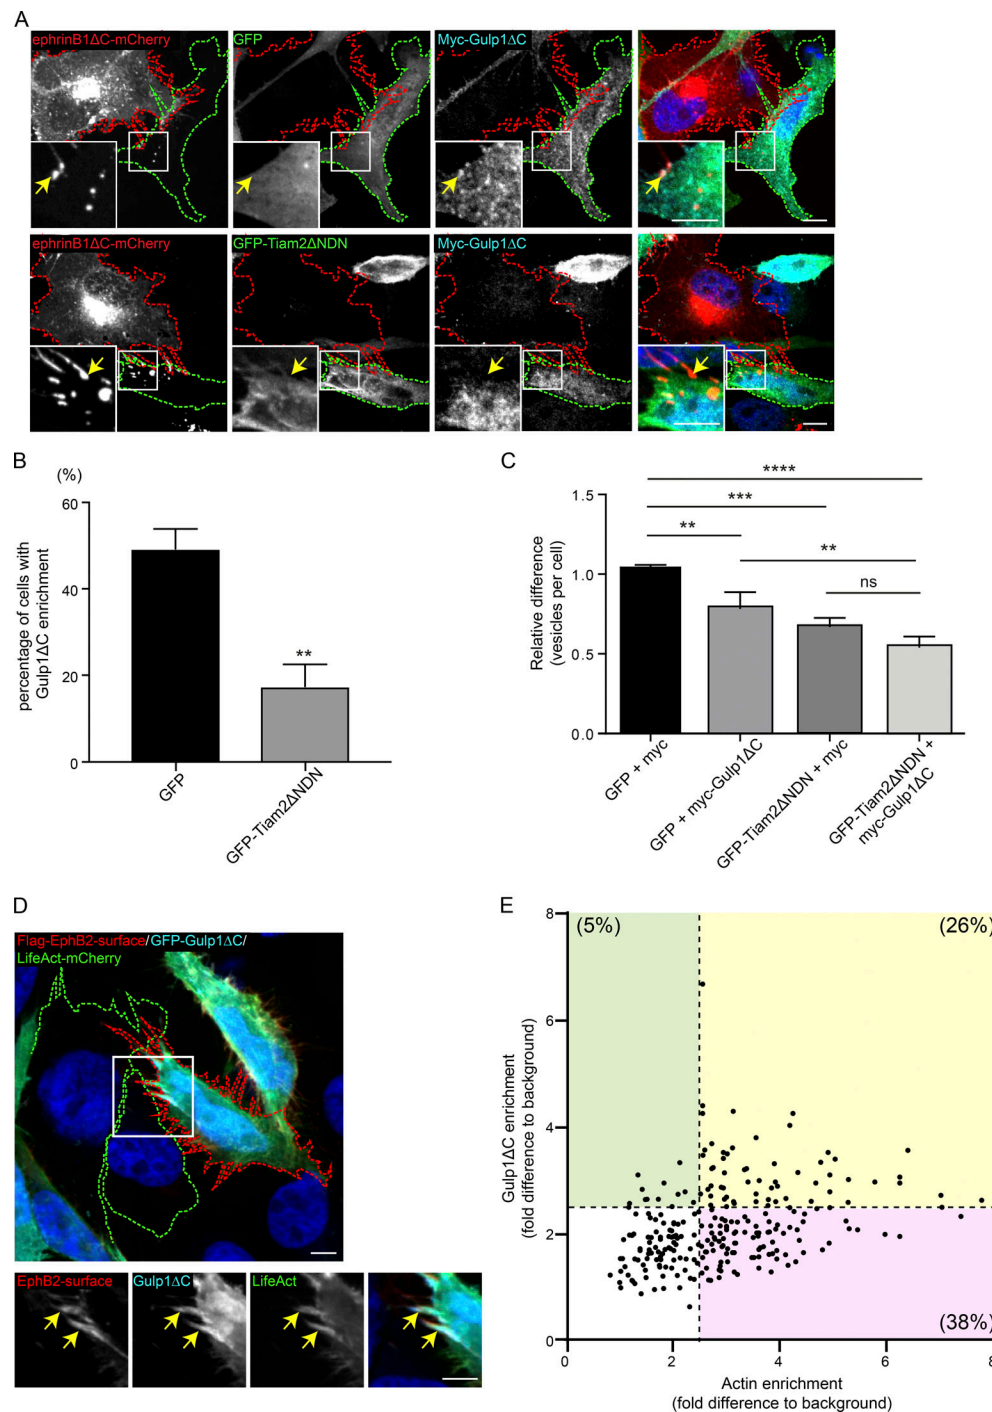 A
ephrinB1ΔC-mCherry
GFP
Myc-Gulp1ΔC
ephrinB1ΔC-mCherry
GFP-Tiam2ΔNDN
Myc-Gulp1ΔC
B
(%)
percentage of cells with
Gulp1ΔC enrichment
60
40
20
0
**
GFP
GFP-Tiam2ΔNDN
C
Relative difference
(vesicles per cell)
1.5
1.0
0.5
0.0
****
***
**
**
ns
GFP + myc
GFP + myc-Gulp1ΔC
GFP-Tiam2ΔNDN + myc
GFP-Tiam2ΔNDN +
myc-Gulp1ΔC
D
Flag-EphB2-surface/GFP-Gulp1ΔC/
LifeAct-mCherry
EphB2-surface
Gulp1ΔC
LifeAct
E
Gulp1ΔC enrichment
(fold difference to background)
8
6
4
2
0
(5%)
(26%)
(38%)
0
2
4
6
8
Actin enrichment
(fold difference to background)